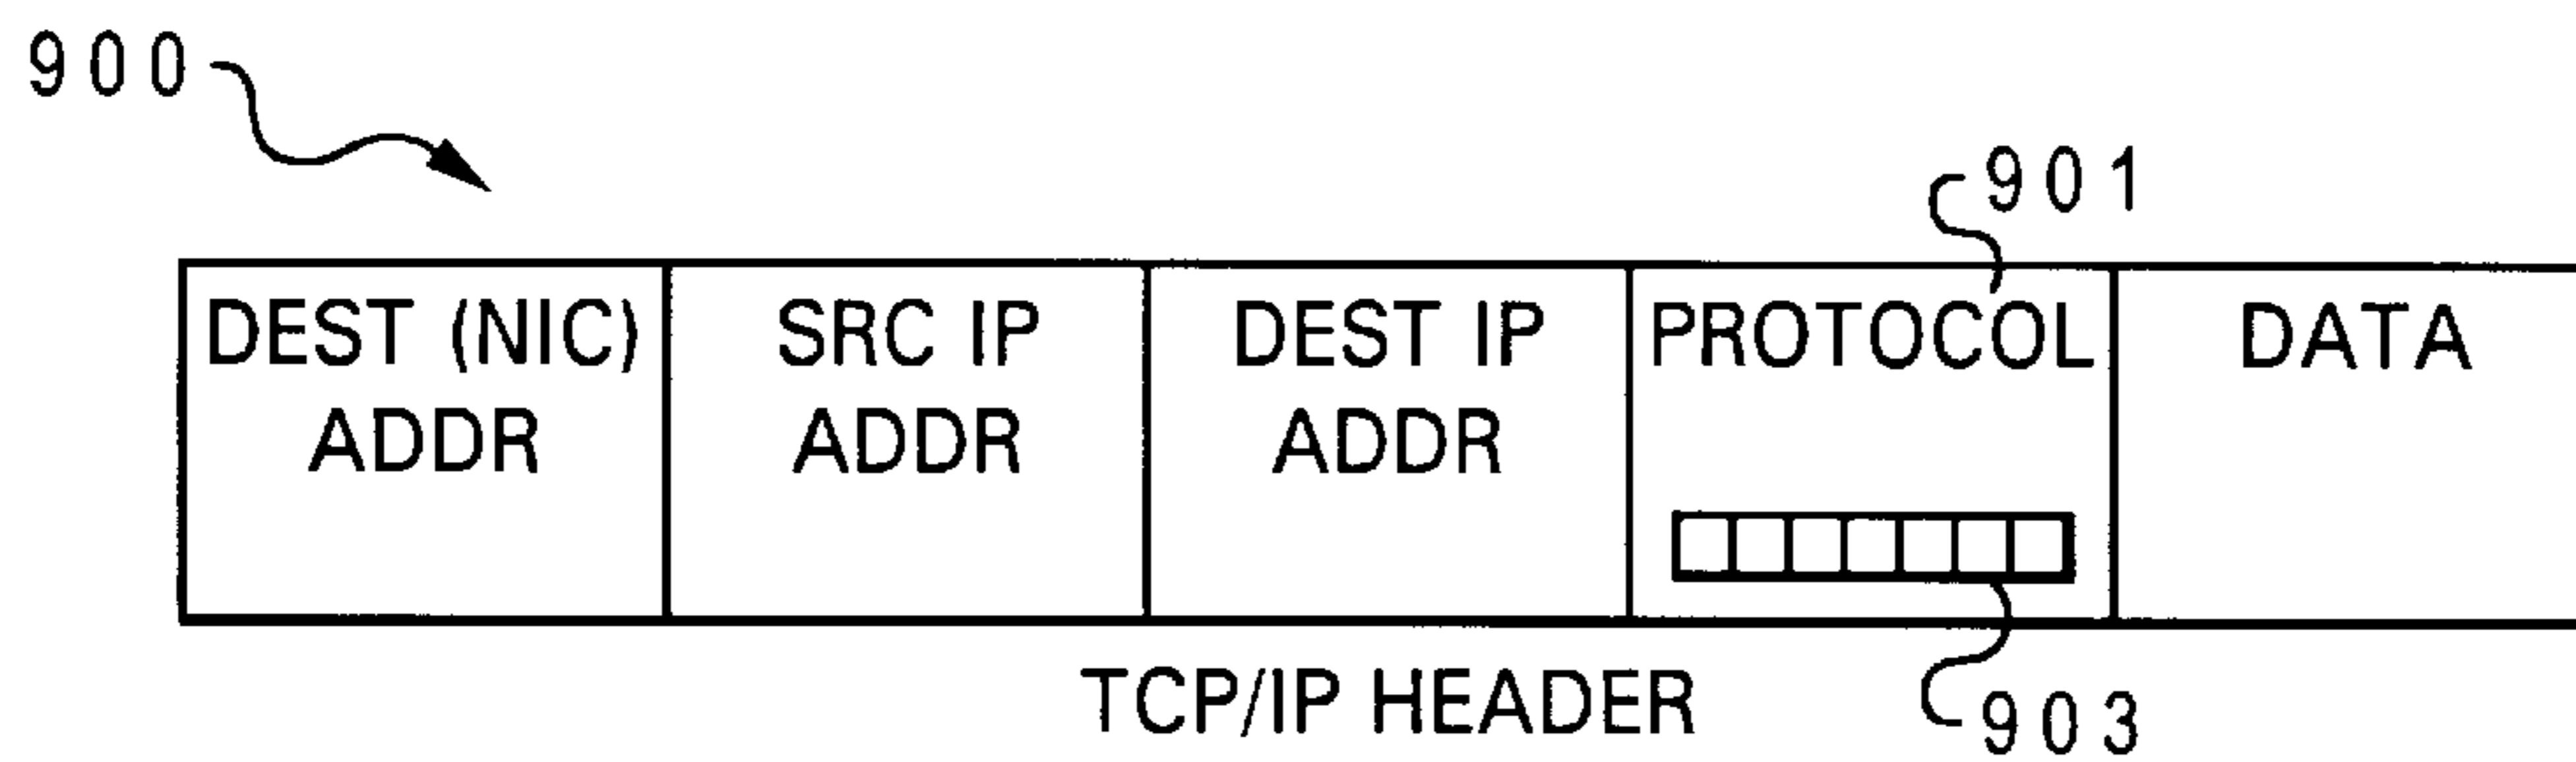 900
901
DEST (NIC) ADDR
SRC IP ADDR
DEST IP ADDR
PROTOCOL
DATA
TCP/IP HEADER
903